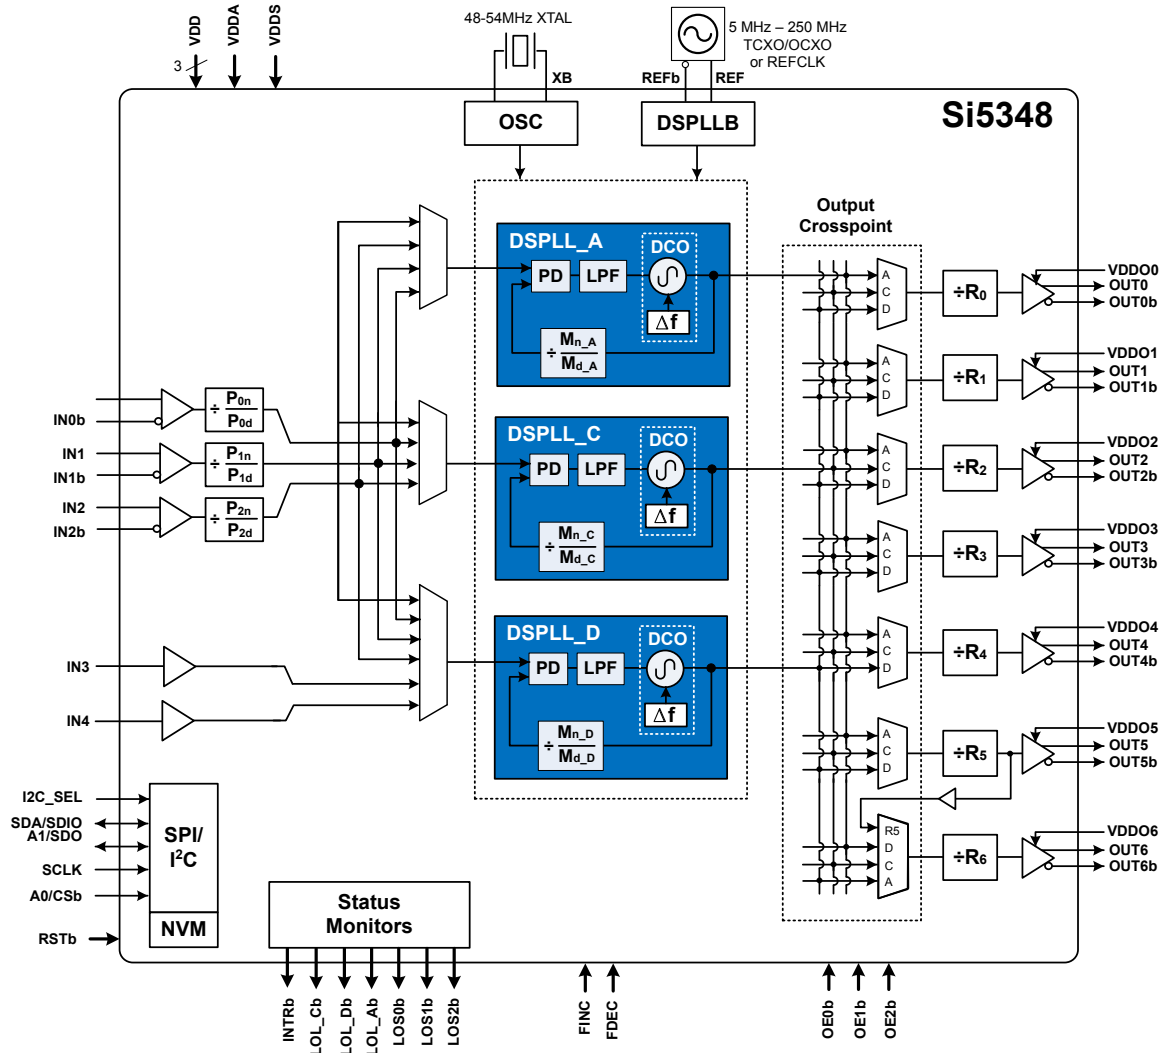 VDD
VDDA
VDDS
3
48-54MHz XTAL
XB
5 MHz – 250 MHz
TCXO/OCXO
or REFCLK
REFb
REF
OSC
DSPLLB
Si5348
Output
Crosspoint
DSPLL_A
DCO
PD
LPF
Δf
÷ Mn_A
Md_A
A
C
D
÷R0
VDDO0
OUT0
OUT0b
A
C
D
÷R1
VDDO1
OUT1
OUT1b
IN0b
÷ P0n
P0d
IN1
IN1b
÷ P1n
P1d
IN2
IN2b
÷ P2n
P2d
DSPLL_C
DCO
PD
LPF
Δf
÷ Mn_C
Md_C
A
C
D
÷R2
VDDO2
OUT2
OUT2b
A
C
D
÷R3
VDDO3
OUT3
OUT3b
IN3
IN4
DSPLL_D
DCO
PD
LPF
Δf
÷ Mn_D
Md_D
A
C
D
÷R4
VDDO4
OUT4
OUT4b
A
C
D
÷R5
VDDO5
OUT5
OUT5b
R5
D
C
A
÷R6
VDDO6
OUT6
OUT6b
I2C_SEL
SDA/SDIO
A1/SDO
SCLK
A0/CSb
RSTb
SPI/
I2C
NVM
Status
Monitors
INTRb
LOL_Cb
LOL_Db
LOL_Ab
LOS0b
LOS1b
LOS2b
FINC
FDEC
OE0b
OE1b
OE2b